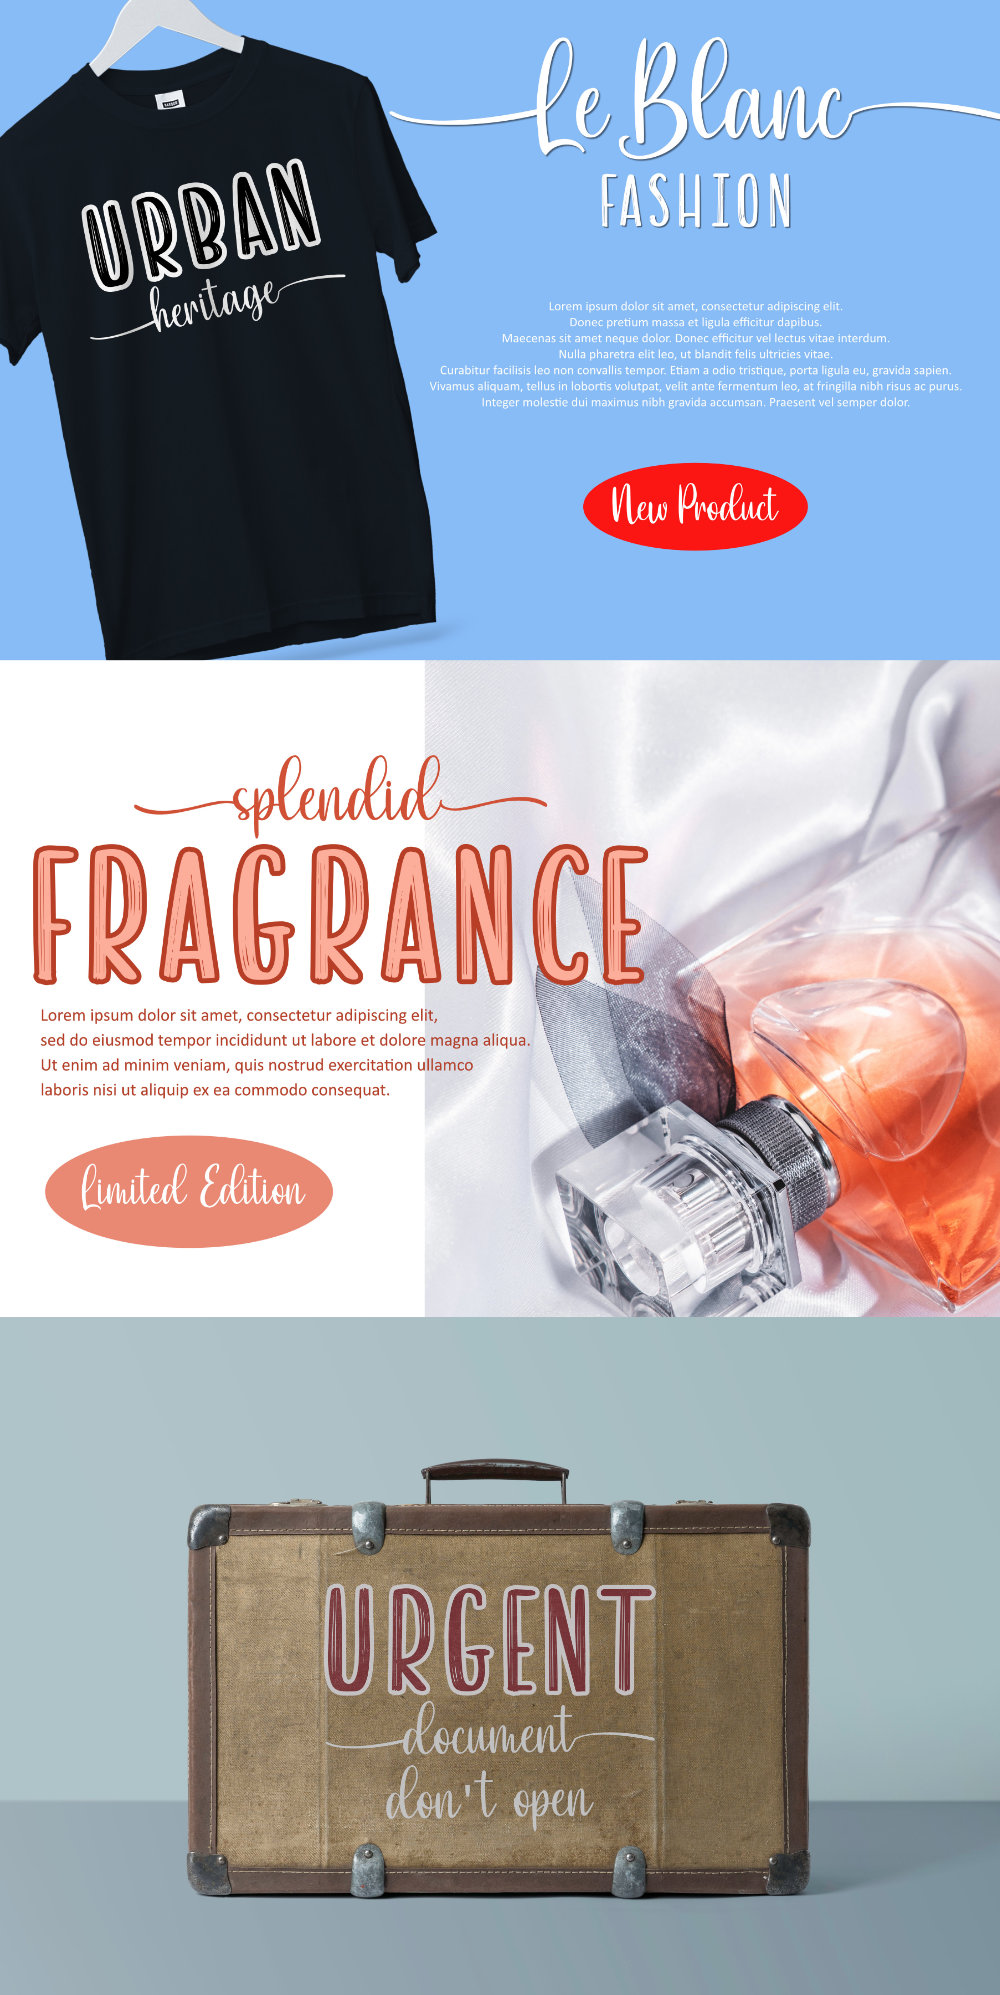 Le Blanc
FASHION
URBAN
heritage
Lorem ipsum dolor sit amet, consectetur adipiscing elit.
Donec pretium massa et ligula efficitur dapibus.
Maecenas sit amet neque dolor. Donec efficitur vel lectus vitae interdum.
Nulla pharetra elit leo, ut blandit felis ultricies vitae.
Curabitur facilisis leo non convallis tempor. Etiam a odio tristique, porta ligula eu, gravida sapien.
Vivamus aliquam, tellus in lobortis volutpat, velit ante fermentum leo, at fringilla nibh risus ac purus.
Integer molestie dui maximus nibh gravida accumsan. Praesent vel semper dolor.
New Product
splendid
FRAGRANCE
Lorem ipsum dolor sit amet, consectetur adipiscing elit,
sed do eiusmod tempor incididunt ut labore et dolore magna aliqua.
Ut enim ad minim veniam, quis nostrud exercitation ullamco
laboris nisi ut aliquip ex ea commodo consequat.
Limited Edition
URGENT
document
don't open